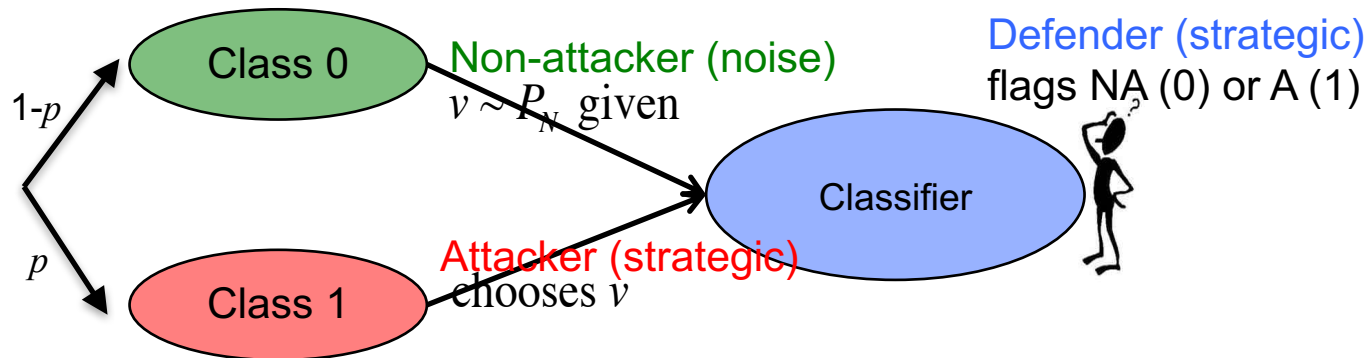 Class 0
Non-attacker (noise)
Defender (strategic)
flags NA (0) or A (1)
1-p
v ~ P_N given
?
Classifier
p
Attacker (strategic)
chooses v
Class 1